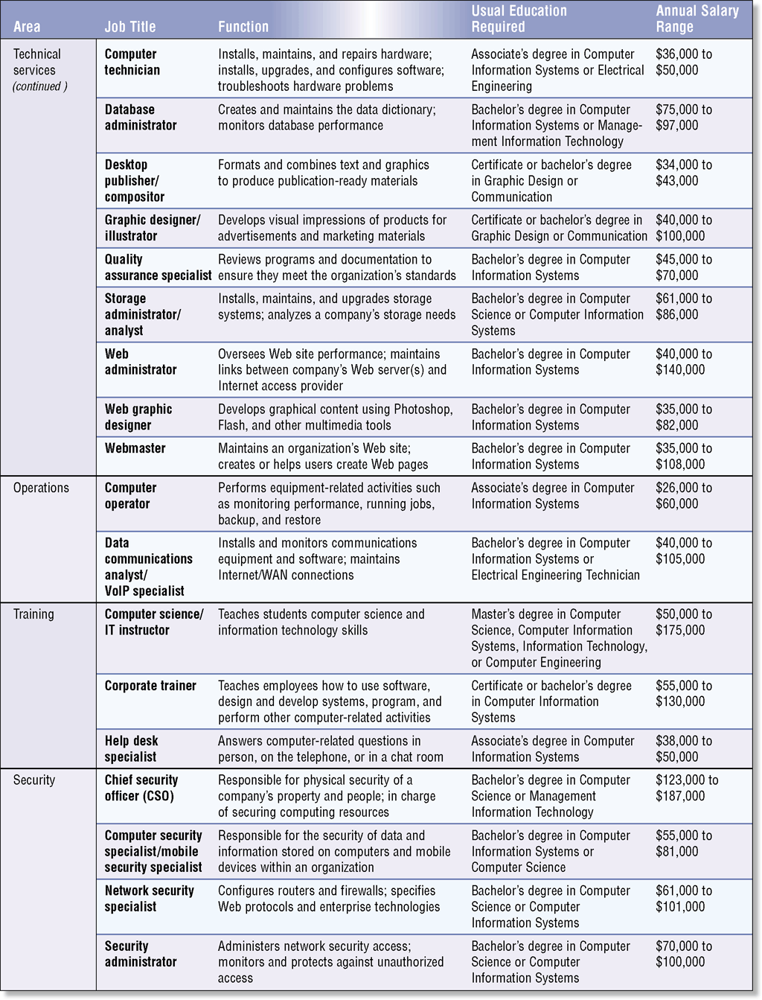 Area
Job Title
Function
Usual Education
Required
Annual Salary
Range
Technical
services
(continued )
Computer
technician
Installs, maintains, and repairs hardware;
installs, upgrades, and configures software;
troubleshoots hardware problems
Associate's degree in Computer
Information Systems or Electrical
Engineering
$36,000 to
$50,000
Database
administrator
Creates and maintains the data dictionary;
monitors database performance
Bachelor's degree in Computer
Information Systems or Manage-
ment Information Technology
$75,000 to
$97,000
Desktop
publisher/
compositor
Formats and combines text and graphics
to produce publication-ready materials
Certificate or bachelor's degree
in Graphic Design or
Communication
$34,000 to
$43,000
Graphic designer/
illustrator
Develops visual impressions of products for
advertisements and marketing materials
Certificate or bachelor's degree in
Graphic Design or Communication
$40,000 to
$100,000
Quality
assurance specialist
Reviews programs and documentation to
ensure they meet the organization's standards
Bachelor's degree in Computer
Information Systems
$45,000 to
$70,000
Storage
administrator/
analyst
Installs, maintains, and upgrades storage
systems; analyzes a company's storage needs
Bachelor's degree in Computer
Science or Computer Information
Systems
$61,000 to
$86,000
Web
administrator
Oversees Web site performance; maintains
links between company's Web server(s) and
Internet access provider
Bachelor's degree in Computer
Information Systems
$40,000 to
$140,000
Web graphic
designer
Develops graphical content using Photoshop,
Flash, and other multimedia tools
Bachelor's degree in Computer
Information Systems
$35,000 to
$82,000
Webmaster
Maintains an organization's Web site;
creates or helps users create Web pages
Bachelor's degree in Computer
Information Systems
$35,000 to
$108,000
Operations
Computer
operator
Performs equipment-related activities such
as monitoring performance, running jobs,
backup, and restore
Associate's degree in Computer
Information Systems
$26,000 to
$60,000
Data
communications
analyst/
VoIP specialist
Installs and monitors communications
equipment and software; maintains
Internet/WAN connections
Bachelor's degree in Computer
Information Systems or
Electrical Engineering Technician
$40,000 to
$105,000
Training
Computer science/
IT instructor
Teaches students computer science and
information technology skills
Master's degree in Computer
Science, Computer Information
Systems, Information Technology,
or Computer Engineering
$50,000 to
$175,000
Corporate trainer
Teaches employees how to use software,
design and develop systems, program, and
perform other computer-related activities
Certificate or bachelor's degree
in Computer Information
Systems
$55,000 to
$130,000
Help desk
specialist
Answers computer-related questions in
person, on the telephone, or in a chat room
Associate's degree in Computer
Information Systems
$38,000 to
$50,000
Security
Chief security
officer (CSO)
Responsible for physical security of a
company's property and people; in charge
of securing computing resources
Bachelor's degree in Computer
Science or Management
Information Technology
$123,000 to
$187,000
Computer security
specialist/mobile
security specialist
Responsible for the security of data and
information stored on computers and mobile
devices within an organization
Bachelor's degree in Computer
Information Systems or
Computer Science
$55,000 to
$81,000
Network security
specialist
Configures routers and firewalls; specifies
Web protocols and enterprise technologies
Bachelor's degree in Computer
Science or Computer
Information Systems
$61,000 to
$101,000
Security
administrator
Administers network security access;
monitors and protects against unauthorized
access
Bachelor's degree in Computer
Science or Computer
Information Systems
$70,000 to
$100,000